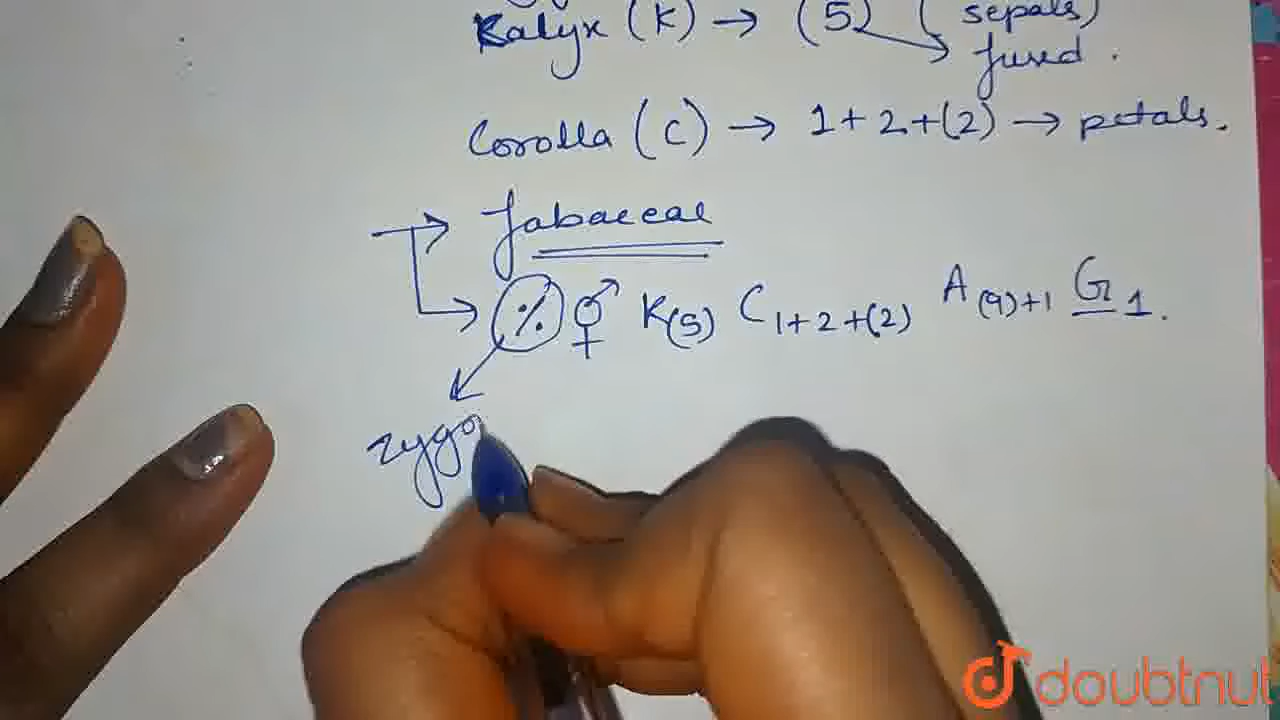 Kalyx (K) → (5) (sepals)
fused.
Corolla (C) → 1+2+(2) → petals.
→ fabaceae
→ % ⚥ K(5) C1+2+(2) A(9)+1 G1.
zygo
doubtnut